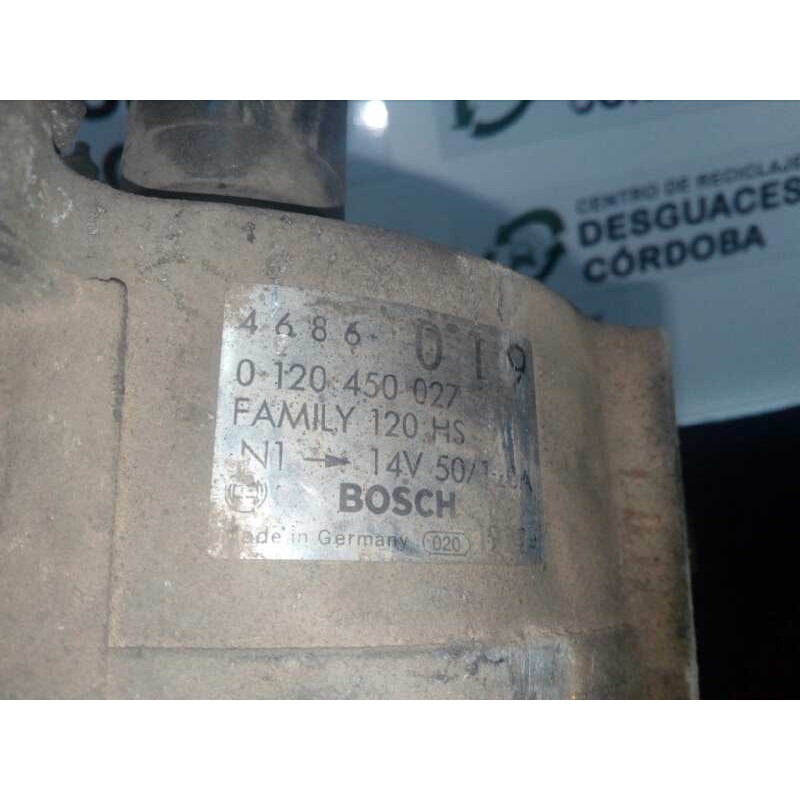 CENTRO DE RECICLAJE
DESGUACES
CÓRDOBA
4686 019
0 120 450 027
FAMILY 120 HS
N1 → 14V 50/
BOSCH
ade in Germany 020